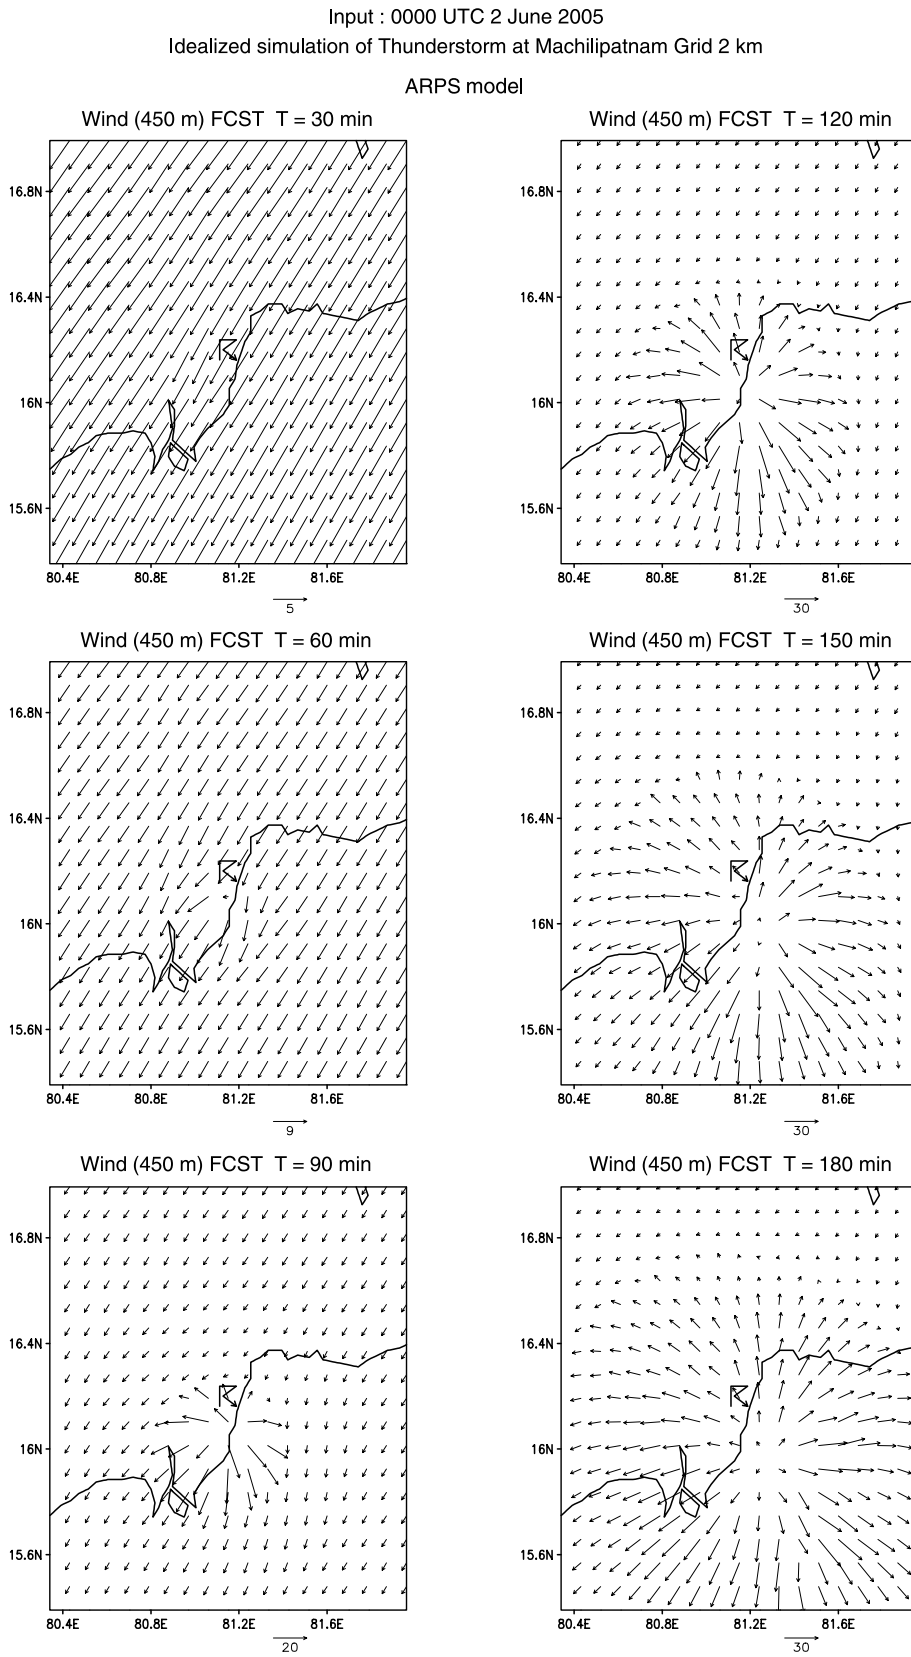 Input : 0000 UTC 2 June 2005
Idealized simulation of Thunderstorm at Machilipatnam Grid 2 km
ARPS model
Wind (450 m) FCST T = 30 min
16.8N
16.4N
16N
15.6N
80.4E 80.8E 81.2E 81.6E
5
Wind (450 m) FCST T = 120 min
16.8N
16.4N
16N
15.6N
80.4E 80.8E 81.2E 81.6E
30
Wind (450 m) FCST T = 60 min
16.8N
16.4N
16N
15.6N
80.4E 80.8E 81.2E 81.6E
9
Wind (450 m) FCST T = 150 min
16.8N
16.4N
16N
15.6N
80.4E 80.8E 81.2E 81.6E
30
Wind (450 m) FCST T = 90 min
16.8N
16.4N
16N
15.6N
80.4E 80.8E 81.2E 81.6E
20
Wind (450 m) FCST T = 180 min
16.8N
16.4N
16N
15.6N
80.4E 80.8E 81.2E 81.6E
30